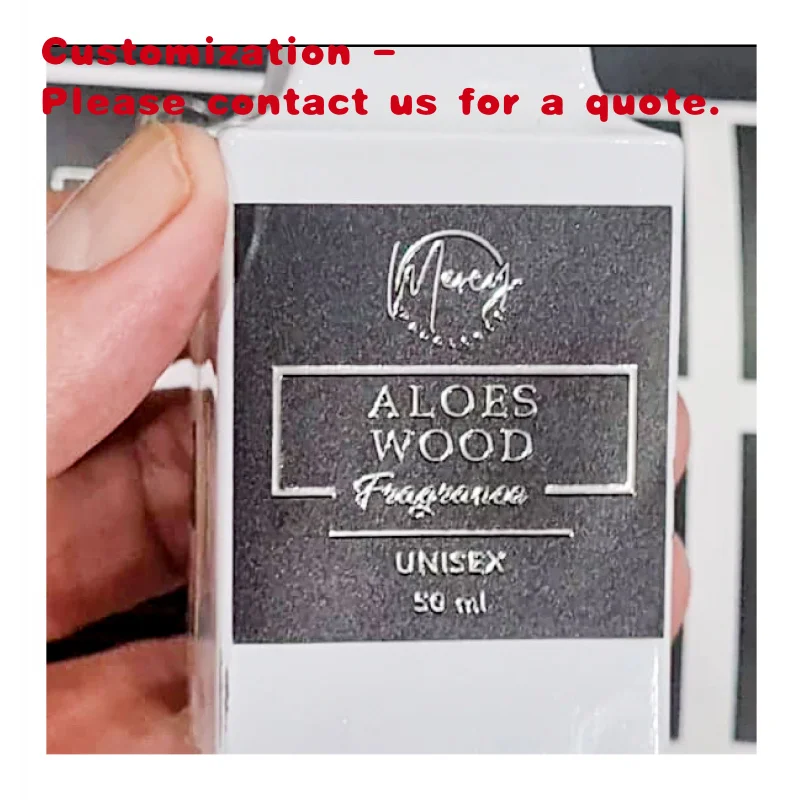 Customization -
Please contact us for a quote.
ALOES
WOOD
Fragrance
UNISEX
50 ml